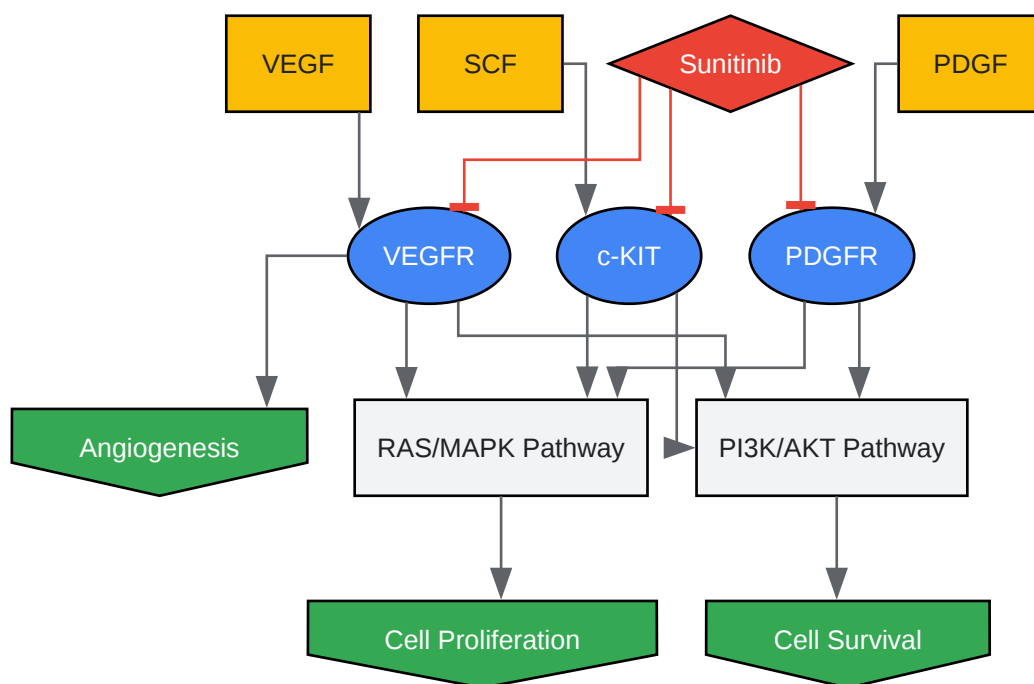 VEGF
SCF
Sunitinib
PDGF
VEGFR
c-KIT
PDGFR
Angiogenesis
RAS/MAPK Pathway
PI3K/AKT Pathway
Cell Proliferation
Cell Survival